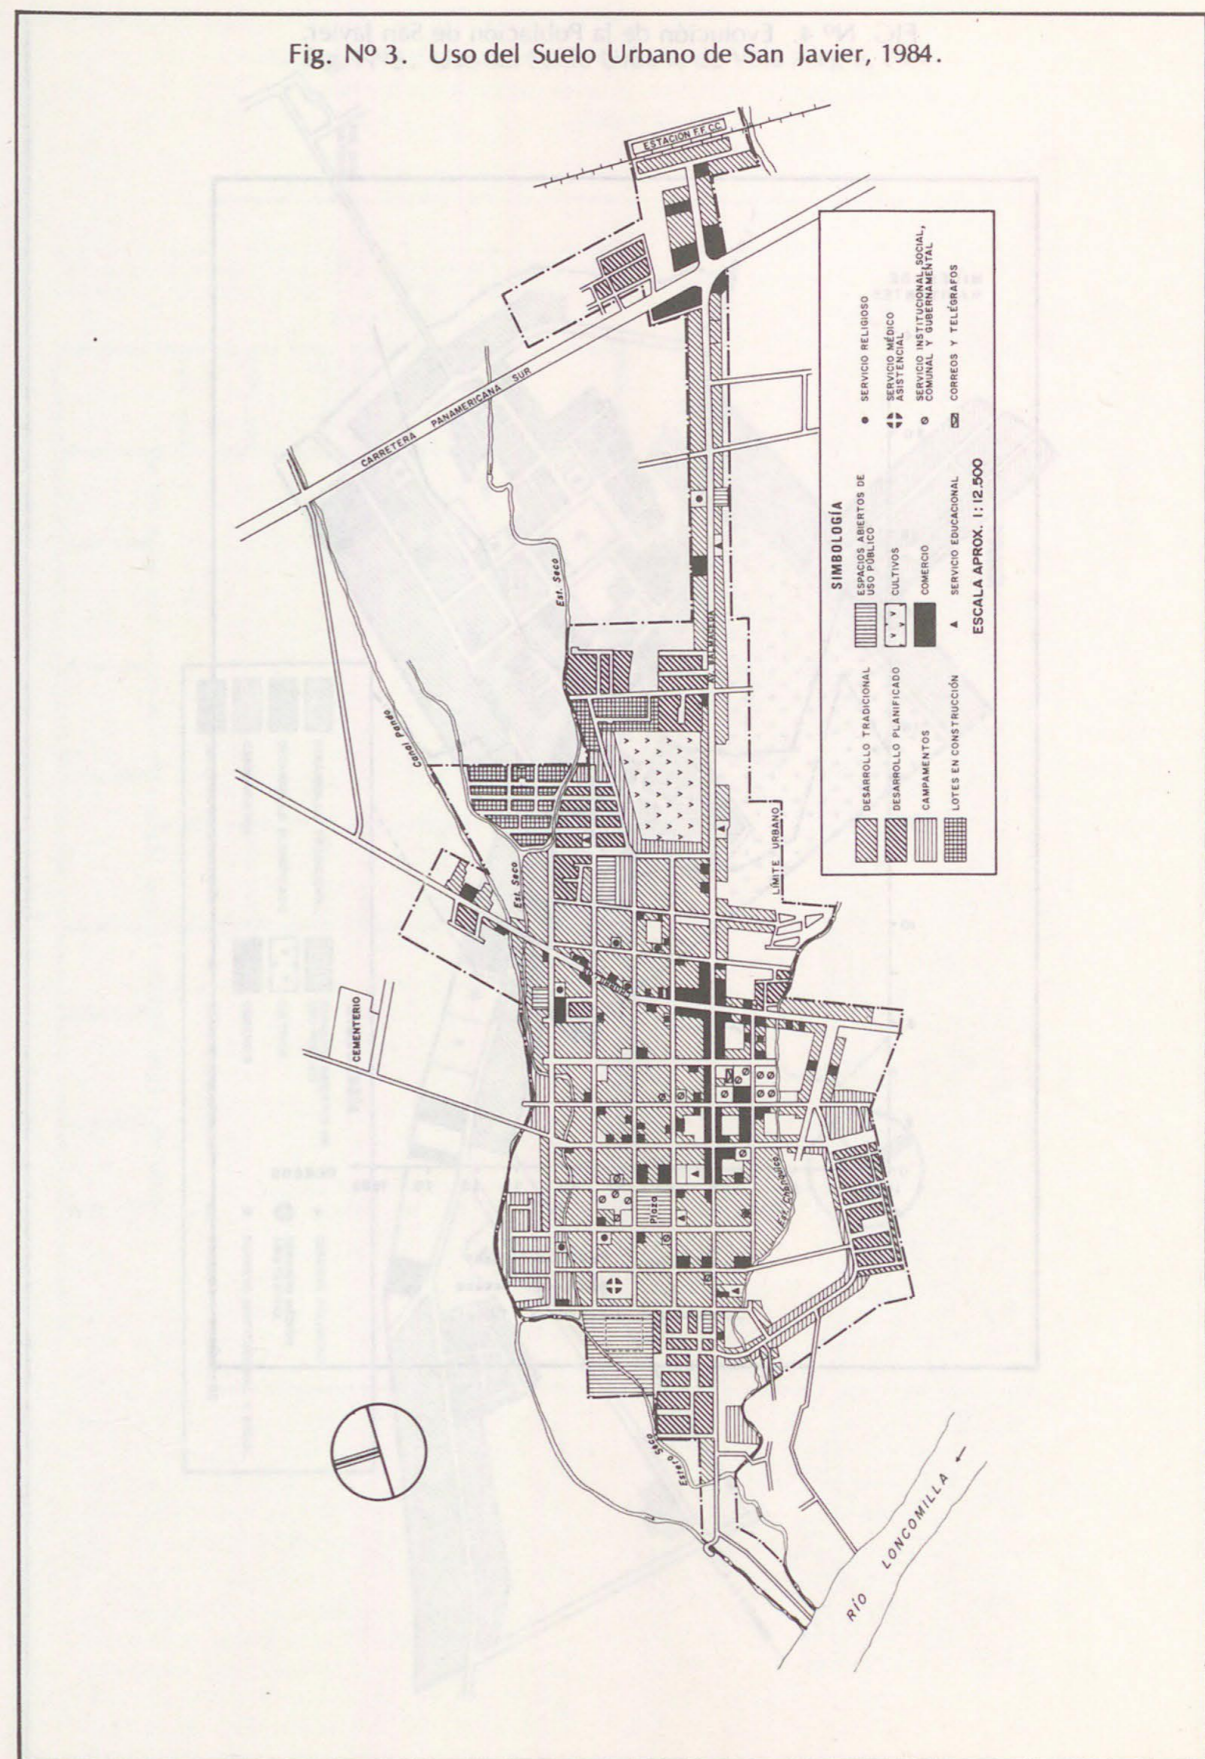 Fig. Nº 3. Uso del Suelo Urbano de San Javier, 1984.
ESTACIÓN F.F.C.C.
CARRETERA PANAMERICANA SUR
Est. Seco
Canal Pando
AV. BALMACEDA
Est. Seco
LÍMITE URBANO
CEMENTERIO
Plaza
Estero Seco
RÍO LONCOMILLA
SIMBOLOGÍA
DESARROLLO TRADICIONAL
DESARROLLO PLANIFICADO
CAMPAMENTOS
LOTES EN CONSTRUCCIÓN
ESPACIOS ABIERTOS DE
USO PÚBLICO
CULTIVOS
COMERCIO
SERVICIO EDUCACIONAL
SERVICIO RELIGIOSO
SERVICIO MÉDICO
ASISTENCIAL
SERVICIO INSTITUCIONAL, SOCIAL,
COMUNAL Y GUBERNAMENTAL
CORREOS Y TELÉGRAFOS
ESCALA APROX. 1:12.500